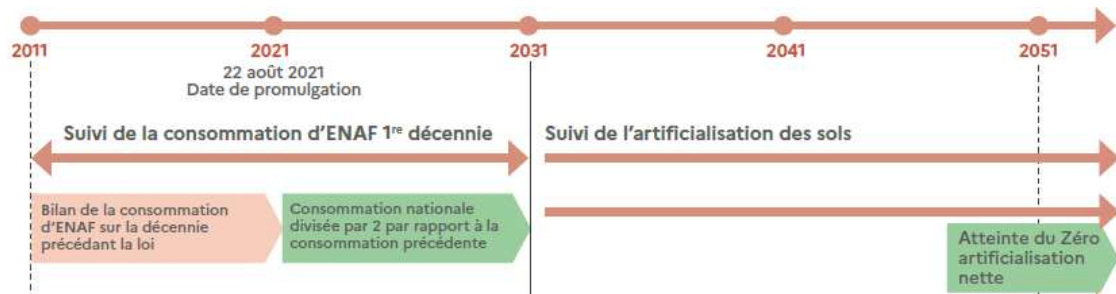 2011
2021
2031
2041
2051
22 août 2021
Date de promulgation
Suivi de la consommation d'ENAF 1re décennie
Suivi de l'artificialisation des sols
Bilan de la consommation
d'ENAF sur la décennie
précédant la loi
Consommation nationale
divisée par 2 par rapport à la
consommation précédente
Atteinte du Zéro
artificialisation
nette